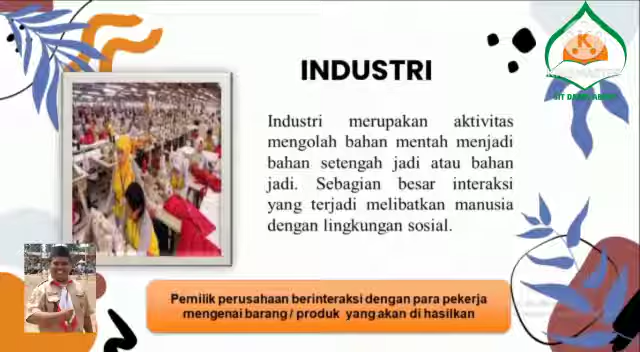 INDUSTRI
Industri merupakan aktivitas
mengolah bahan mentah menjadi
bahan setengah jadi atau bahan
jadi. Sebagian besar interaksi
yang terjadi melibatkan manusia
dengan lingkungan sosial.
Pemilik perusahaan berinteraksi dengan para pekerja
mengenai barang / produk yang akan di hasilkan